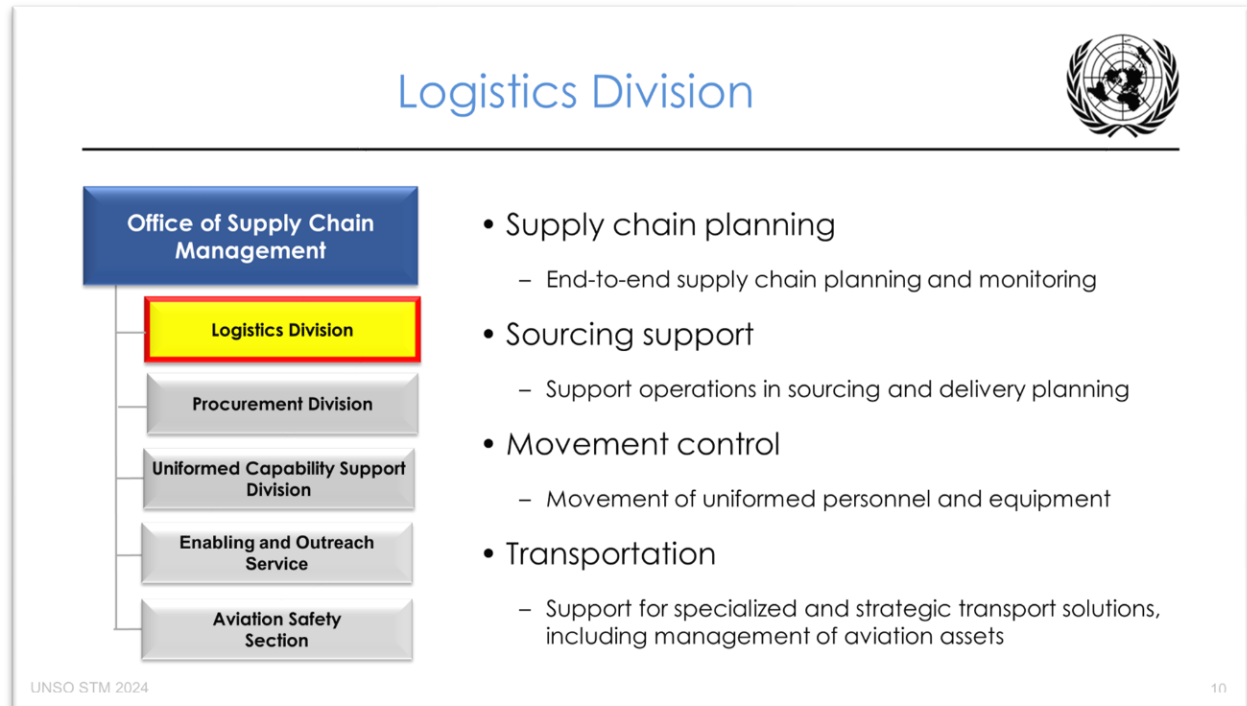 Logistics Division
Office of Supply Chain
Management
Logistics Division
Procurement Division
Uniformed Capability Support
Division
Enabling and Outreach
Service
Aviation Safety
Section
• Supply chain planning
– End-to-end supply chain planning and monitoring
• Sourcing support
– Support operations in sourcing and delivery planning
• Movement control
– Movement of uniformed personnel and equipment
• Transportation
– Support for specialized and strategic transport solutions,
including management of aviation assets
UNSO STM 2024
10